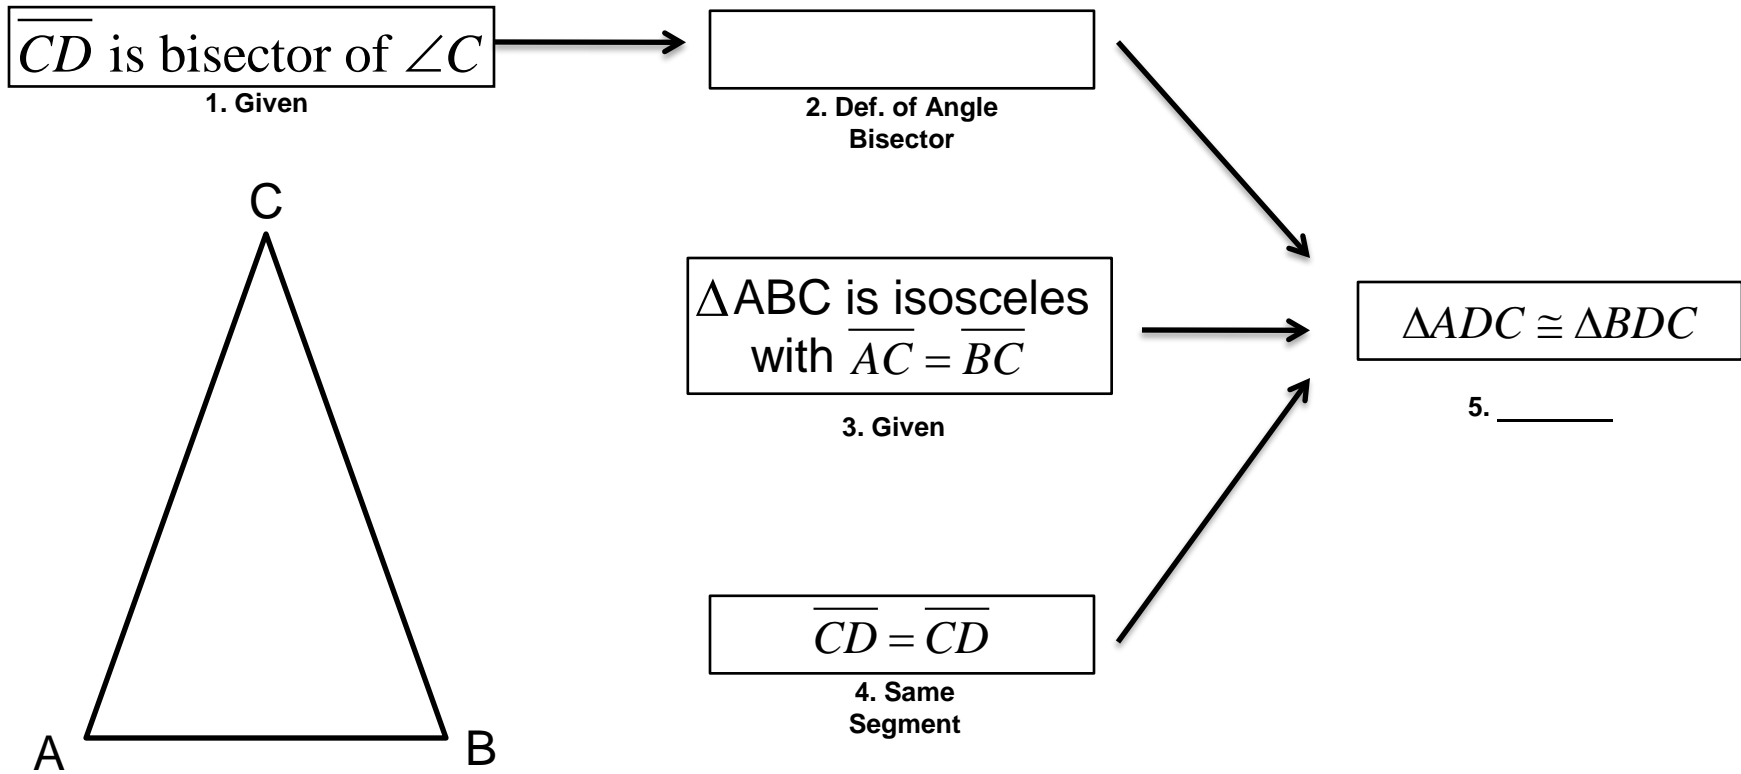 CD is bisector of ∠C
1. Given
2. Def. of Angle
Bisector
C
A
B
ΔABC is isosceles
with AC = BC
3. Given
CD = CD
4. Same
Segment
ΔADC ≅ ΔBDC
5. ________